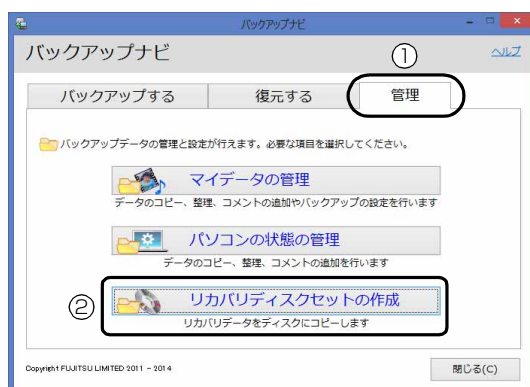 バックアップナビ
バックアップナビ
①
ヘルプ
バックアップする
復元する
管理
バックアップデータの管理と設定が行えます。必要な項目を選択してください。
マイデータの管理
データのコピー、整理、コメントの追加やバックアップの設定を行います
パソコンの状態の管理
データのコピー、整理、コメントの追加を行います
②
リカバリディスクセットの作成
リカバリデータをディスクにコピーします
Copyright FUJITSU LIMITED 2011 - 2014
閉じる(C)